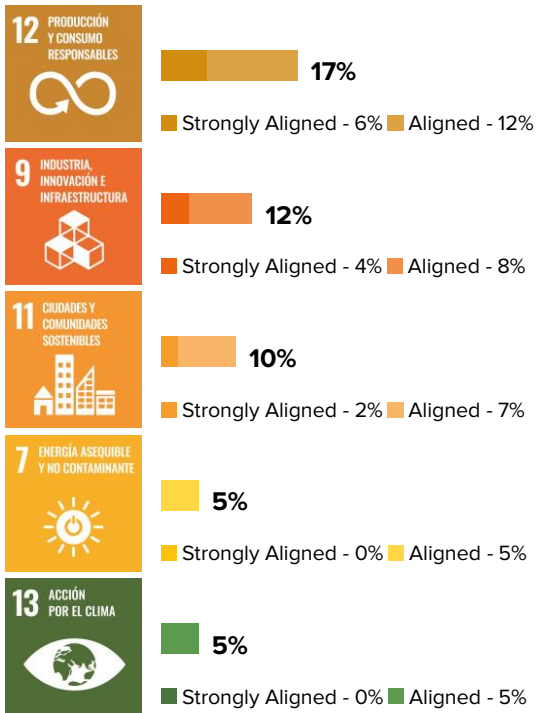 12 PRODUCCIÓN
Y CONSUMO
RESPONSABLES
17%
Strongly Aligned - 6% Aligned - 12%
9 INDUSTRIA,
INNOVACIÓN E
INFRAESTRUCTURA
12%
Strongly Aligned - 4% Aligned - 8%
11 CIUDADES Y
COMUNIDADES
SOSTENIBLES
10%
Strongly Aligned - 2% Aligned - 7%
7 ENERGÍA ASEQUIBLE
Y NO CONTAMINANTE
5%
Strongly Aligned - 0% Aligned - 5%
13 ACCIÓN
POR EL CLIMA
5%
Strongly Aligned - 0% Aligned - 5%